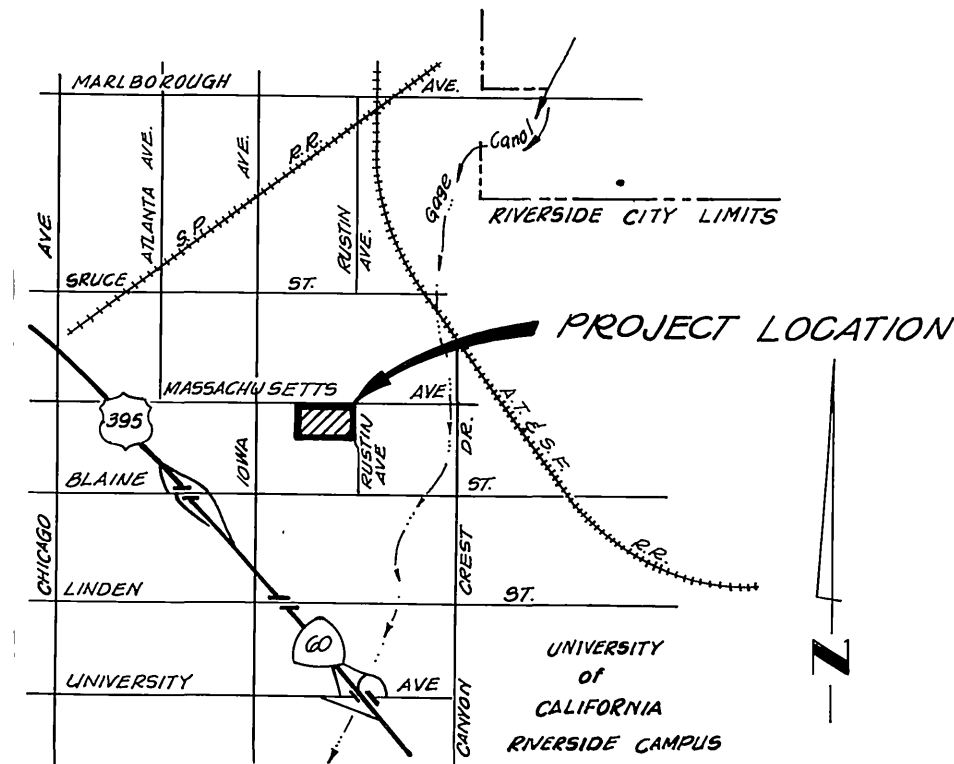 MARLBOROUGH AVE.
ATLANTA AVE.
AVE.
S.P. R.R.
RUSTIN AVE.
Gage Canal
RIVERSIDE CITY LIMITS
AVE
SRUCE ST.
PROJECT LOCATION
MASSACHUSETTS AVE
395
IOWA
RUSTIN AVE
DR.
A.T. & S.F. R.R.
BLAINE ST.
CHICAGO
CREST
LINDEN ST.
60
UNIVERSITY AVE
CANYON
UNIVERSITY
of
CALIFORNIA
RIVERSIDE CAMPUS
N